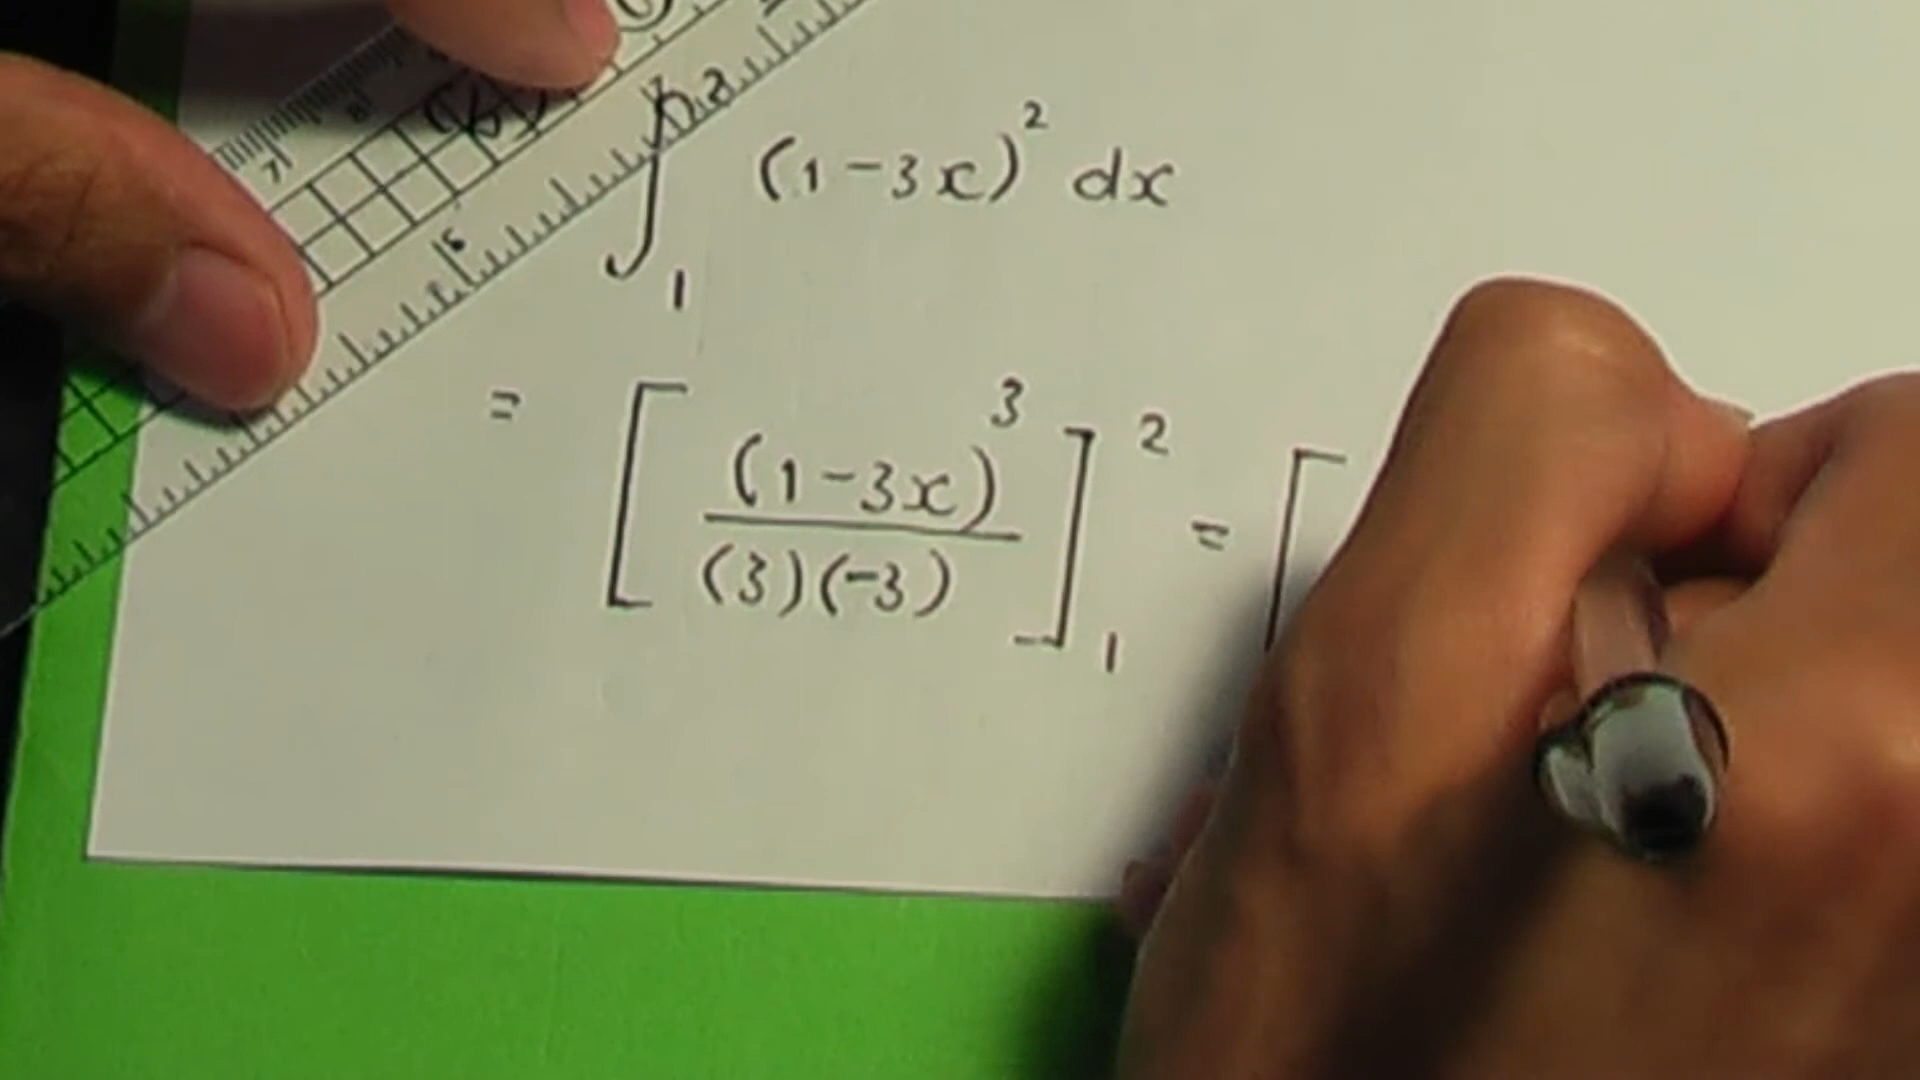 ∫₁² (1-3x)² dx
= [ (1-3x)³ / (3)(-3) ]₁² = [